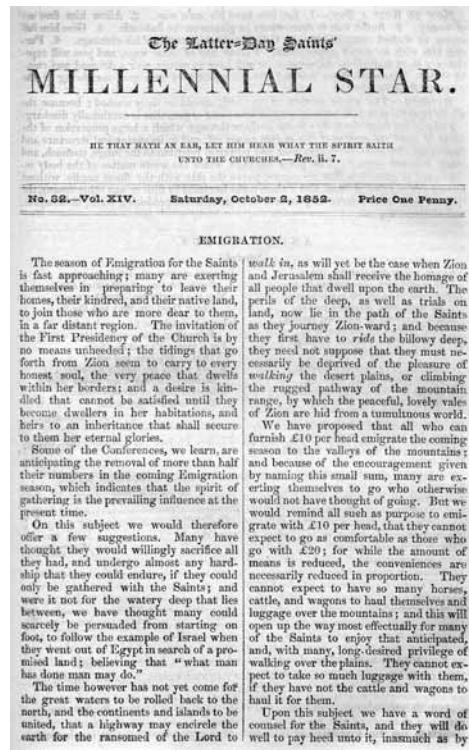 The Latter-Day Saints'
MILLENNIAL STAR.
HE THAT HATH AN EAR, LET HIM HEAR WHAT THE SPIRIT SAITH
UNTO THE CHURCHES.—Rev. ii. 7.
No. 32.—Vol. XIV.
Saturday, October 2, 1852.
Price One Penny.
EMIGRATION.
The season of Emigration for the Saints
is fast approaching; many are exerting
themselves in preparing to leave their
homes, their kindred, and their native land,
to join those who are more dear to them,
in a far distant region. The invitation of
the First Presidency of the Church is by
no means unheeded; the tidings that go
forth from Zion seem to carry to every
honest soul, the very peace that dwells
within her borders; and a desire is kin-
dled that cannot be satisfied until they
become dwellers in her habitations, and
heirs to an inheritance that shall secure
to them her eternal glories.
Some of the Conferences, we learn, are
anticipating the removal of more than half
their numbers in the coming Emigration
season, which indicates that the spirit of
gathering is the prevailing influence at the
present time.
On this subject we would therefore
offer a few suggestions. Many have
thought they would willingly sacrifice all
they had, and undergo almost any hard-
ship that they could endure, if they could
only be gathered with the Saints; and
were it not for the watery deep that lies
between, we have thought many could
scarcely be persuaded from starting on
foot, to follow the example of Israel when
they went out of Egypt in search of a pro-
mised land; believing that "what man
has done man may do."
The time however has not yet come for
the great waters to be rolled back to the
north, and the continents and islands to be
united, that a highway may encircle the
earth for the ransomed of the Lord to
walk in, as will yet be the case when Zion
and Jerusalem shall receive the homage of
all people that dwell upon the earth. The
perils of the deep, as well as trials on
land, now lie in the path of the Saints
as they journey Zion-ward; and because
they first have to ride the billowy deep,
they need not suppose that they must ne-
cessarily be deprived of the pleasure of
walking the desert plains, or climbing
the rugged pathway of the mountain
range, by which the peaceful, lovely vales
of Zion are hid from a tumultuous world.
We have proposed that all who can
furnish £10 per head emigrate the coming
season to the valleys of the mountains;
and because of the encouragement given
by naming this small sum, many are ex-
erting themselves to go who otherwise
would not have thought of going. But we
would remind all such as purpose to emi-
grate with £10 per head, that they cannot
expect to go as comfortable as those who
go with £20; for while the amount of
means is reduced, the conveniences are
necessarily reduced in proportion. They
cannot expect to have so many horses,
cattle, and wagons to haul themselves and
luggage over the mountains; and this will
open up the way most effectually for many
of the Saints to enjoy that anticipated,
and, with many, long-desired privilege of
walking over the plains. They cannot ex-
pect to take so much luggage with them,
if they have not the cattle and wagons to
haul it for them.
Upon this subject we have a word of
counsel for the Saints, and they will do
well to pay heed unto it, inasmuch as by